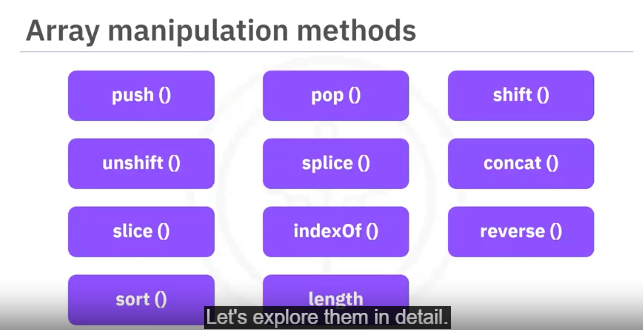 Array manipulation methods
push ()
pop ()
shift ()
unshift ()
splice ()
concat ()
slice ()
indexOf ()
reverse ()
sort ()
length
Let's explore them in detail.